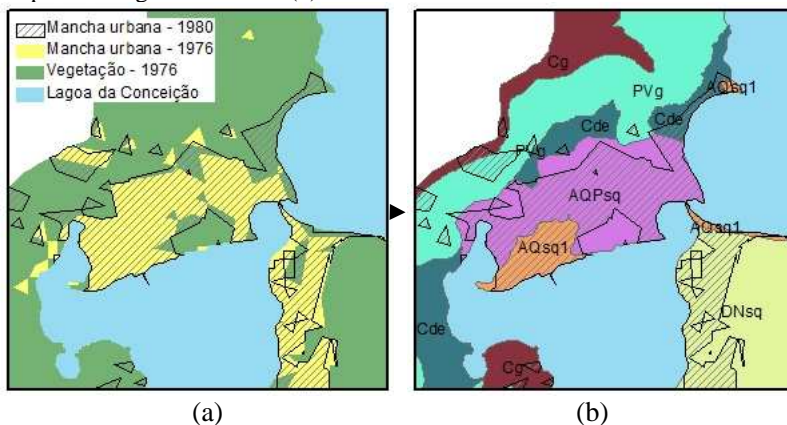 Mancha urbana - 1980
Mancha urbana - 1976
Vegetação - 1976
Lagoa da Conceição
Cg
PVg
AQsq1
Cde
Cde
PVg
AQPsq
AQsq1
AQsq1
DNsq
Cde
Cg
(a)
(b)